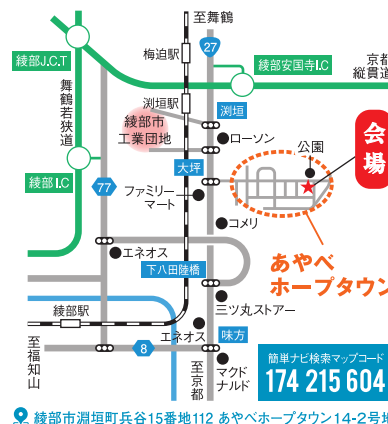 至舞鶴
27
梅迫駅
綾部J.C.T
綾部安国寺I.C
京都
縦貫道
舞鶴
若狭道
渕垣駅
渕垣
綾部市
工業団地
ローソン
会場
公園
大坪
綾部I.C
77
ファミリー
マート
コメリ
エネオス
あやべ
ホープタウン
下八田陸橋
三ツ丸ストアー
綾部駅
エネオス
味方
至福知山
8
至京都
マクド
ナルド
簡単ナビ検索マップコード
174 215 604
綾部市淵垣町兵谷15番地112 あやべホープタウン14-2号地